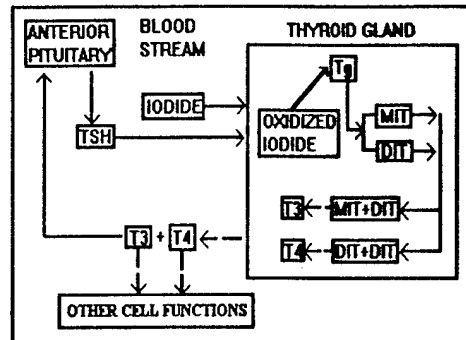 ANTERIOR
PITUITARY
BLOOD
STREAM
THYROID GLAND
Tg
IODIDE
OXIDIZED
IODIDE
MIT
DIT
TSH
T3
MIT+DIT
T4
DIT+DIT
T3 + T4
OTHER CELL FUNCTIONS